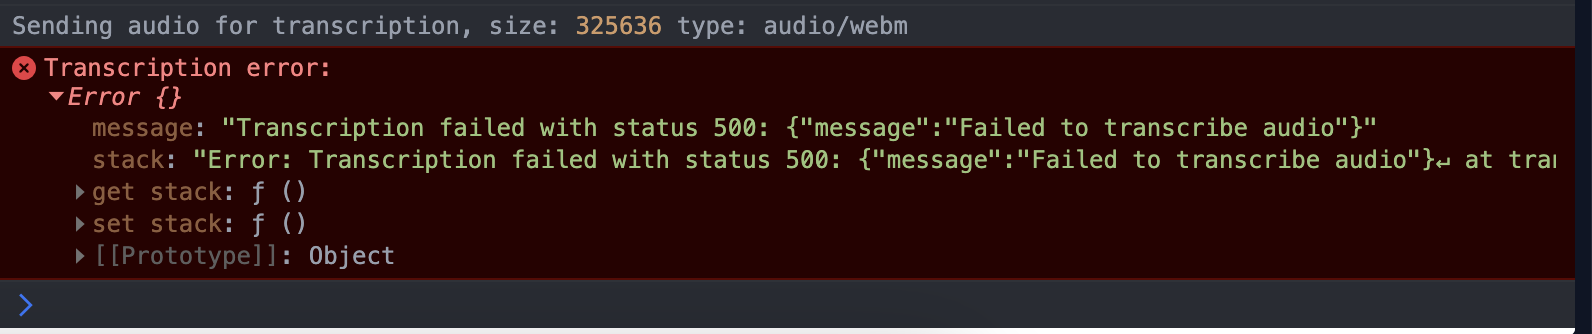 Sending audio for transcription, size: 325636 type: audio/webm
Transcription error:
Error {}
message: "Transcription failed with status 500: {"message":"Failed to transcribe audio"}"
stack: "Error: Transcription failed with status 500: {"message":"Failed to transcribe audio"}↵ at tran
get stack: ƒ ()
set stack: ƒ ()
[[Prototype]]: Object